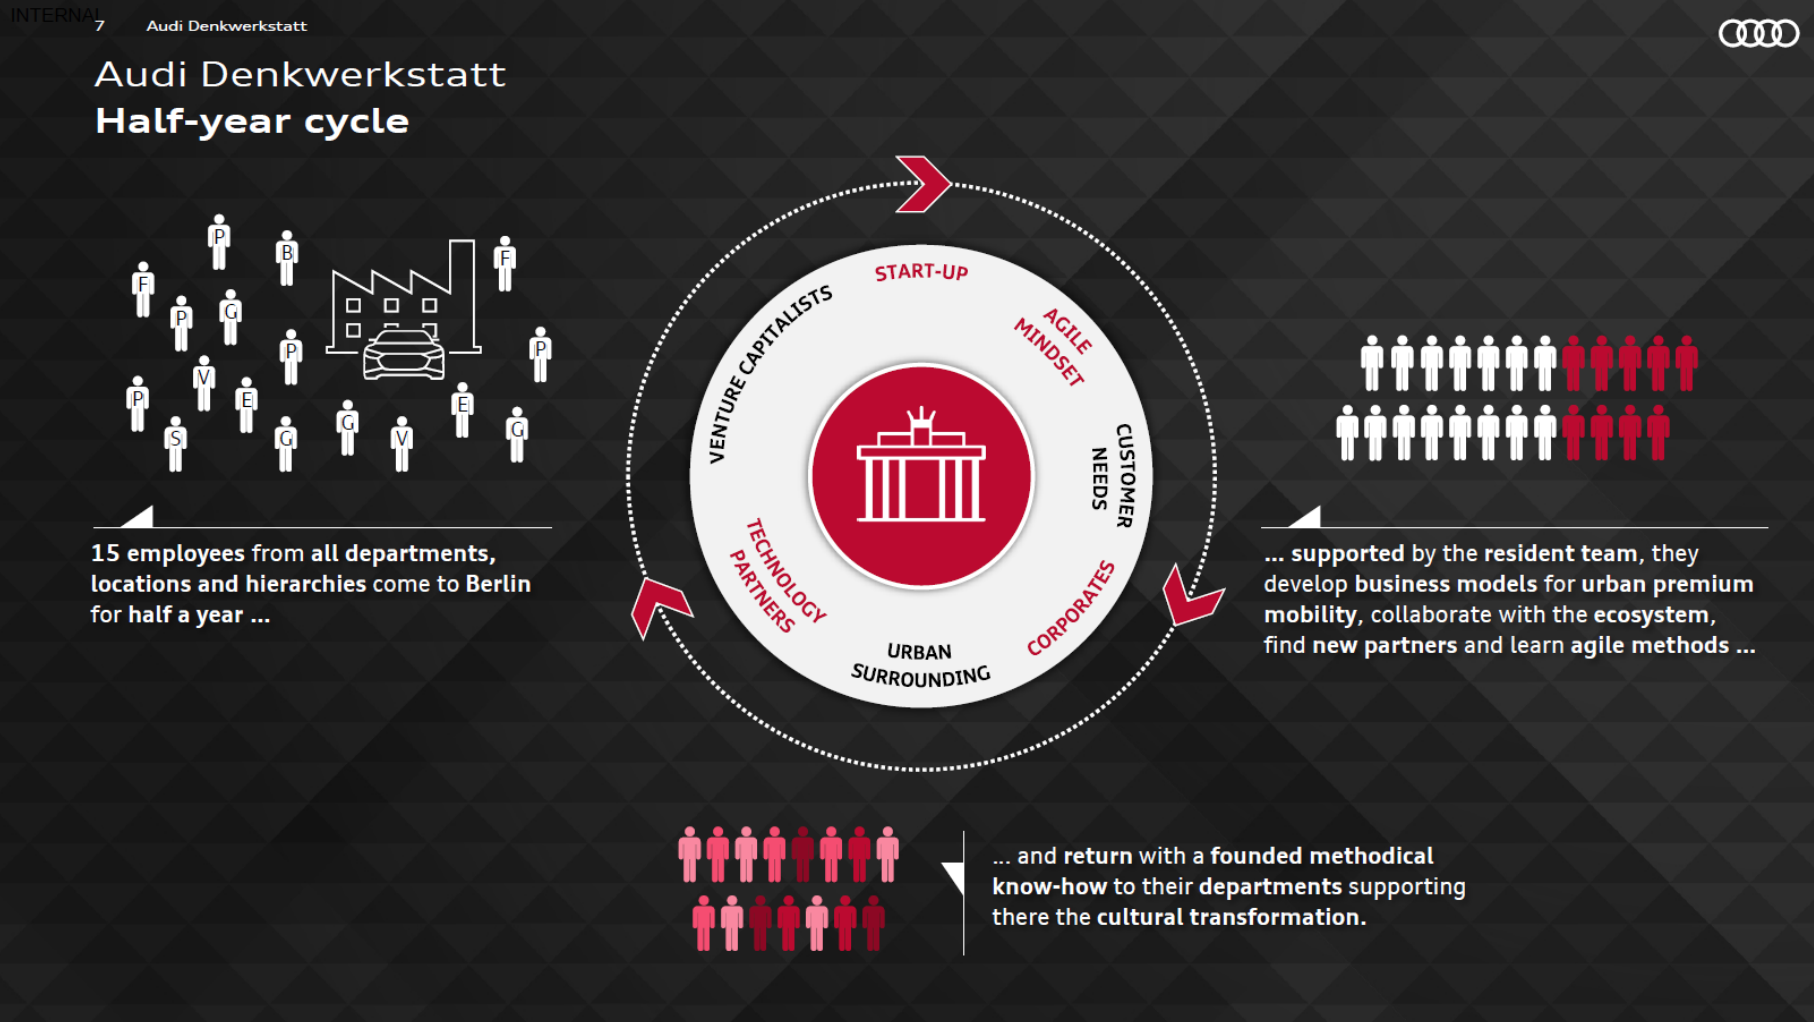 INTERNAL
7 Audi Denkwerkstatt
Audi Denkwerkstatt
Half-year cycle
P
B
F
F
P
G
P
P
V
P
E
E
S
G
G
V
G
15 employees from all departments,
locations and hierarchies come to Berlin
for half a year ...
START-UP
AGILE
MINDSET
CUSTOMER
NEEDS
CORPORATES
URBAN
SURROUNDING
TECHNOLOGY
PARTNERS
VENTURE CAPITALISTS
... supported by the resident team, they
develop business models for urban premium
mobility, collaborate with the ecosystem,
find new partners and learn agile methods ...
... and return with a founded methodical
know-how to their departments supporting
there the cultural transformation.